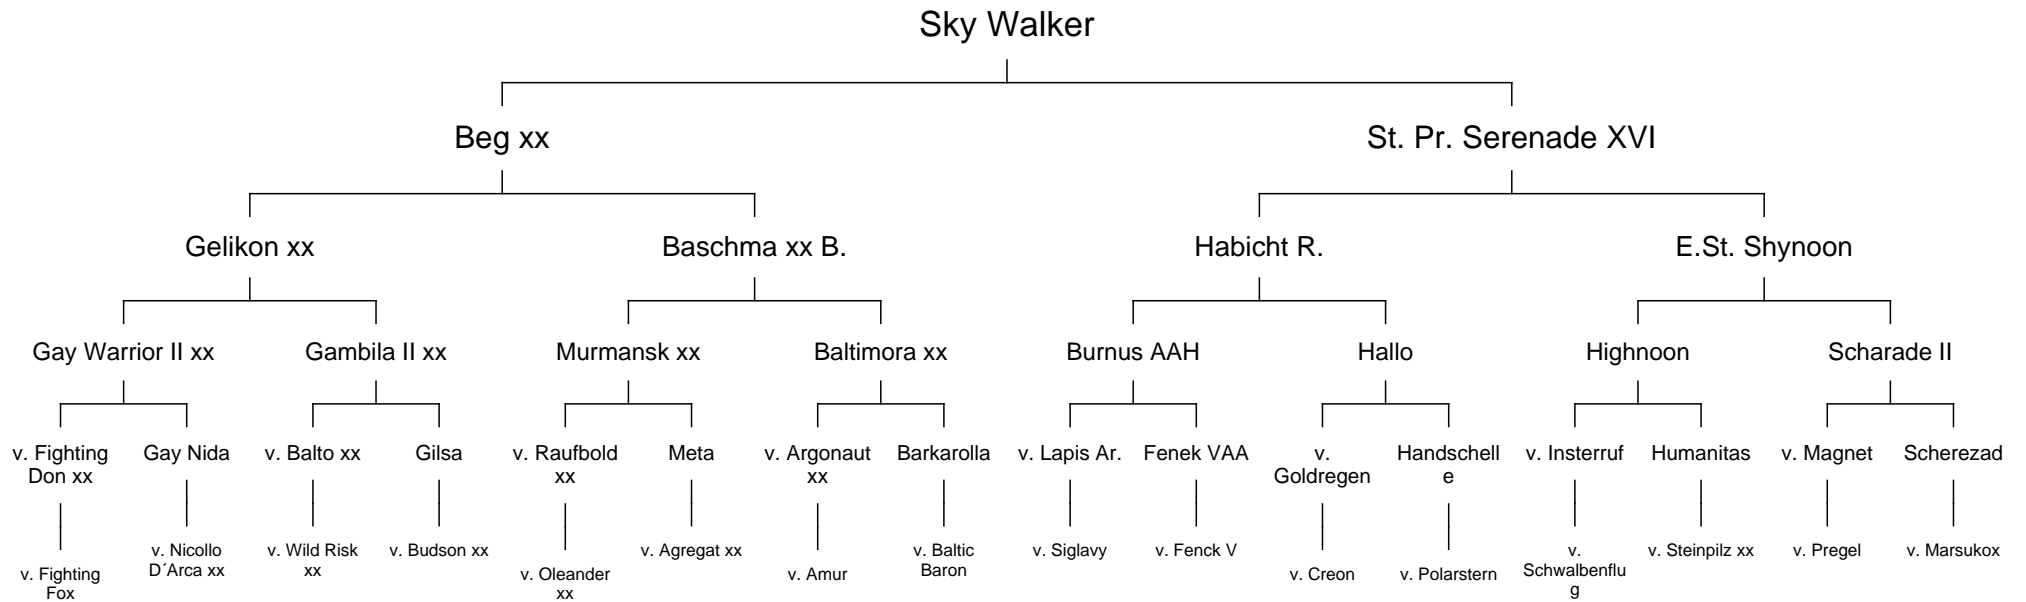 Sky Walker
Beg xx
St. Pr. Serenade XVI
Gelikon xx
Baschma xx B.
Habicht R.
E.St. Shynoon
Gay Warrior II xx
Gambila II xx
Murmansk xx
Baltimora xx
Burnus AAH
Hallo
Highnoon
Scharade II
v. Fighting
Don xx
Gay Nida
v. Balto xx
Gilsa
v. Raufbold
xx
Meta
v. Argonaut
xx
Barkarolla
v. Lapis Ar.
Fenek VAA
v.
Goldregen
Handschell
e
v. Insterruf
Humanitas
v. Magnet
Scherezad
v. Fighting
Fox
v. Nicollo
D´Arca xx
v. Wild Risk
xx
v. Budson xx
v. Oleander
xx
v. Agregat xx
v. Amur
v. Baltic
Baron
v. Siglavy
v. Fenck V
v. Creon
v. Polarstern
v.
Schwalbenflu
g
v. Steinpilz xx
v. Pregel
v. Marsukox